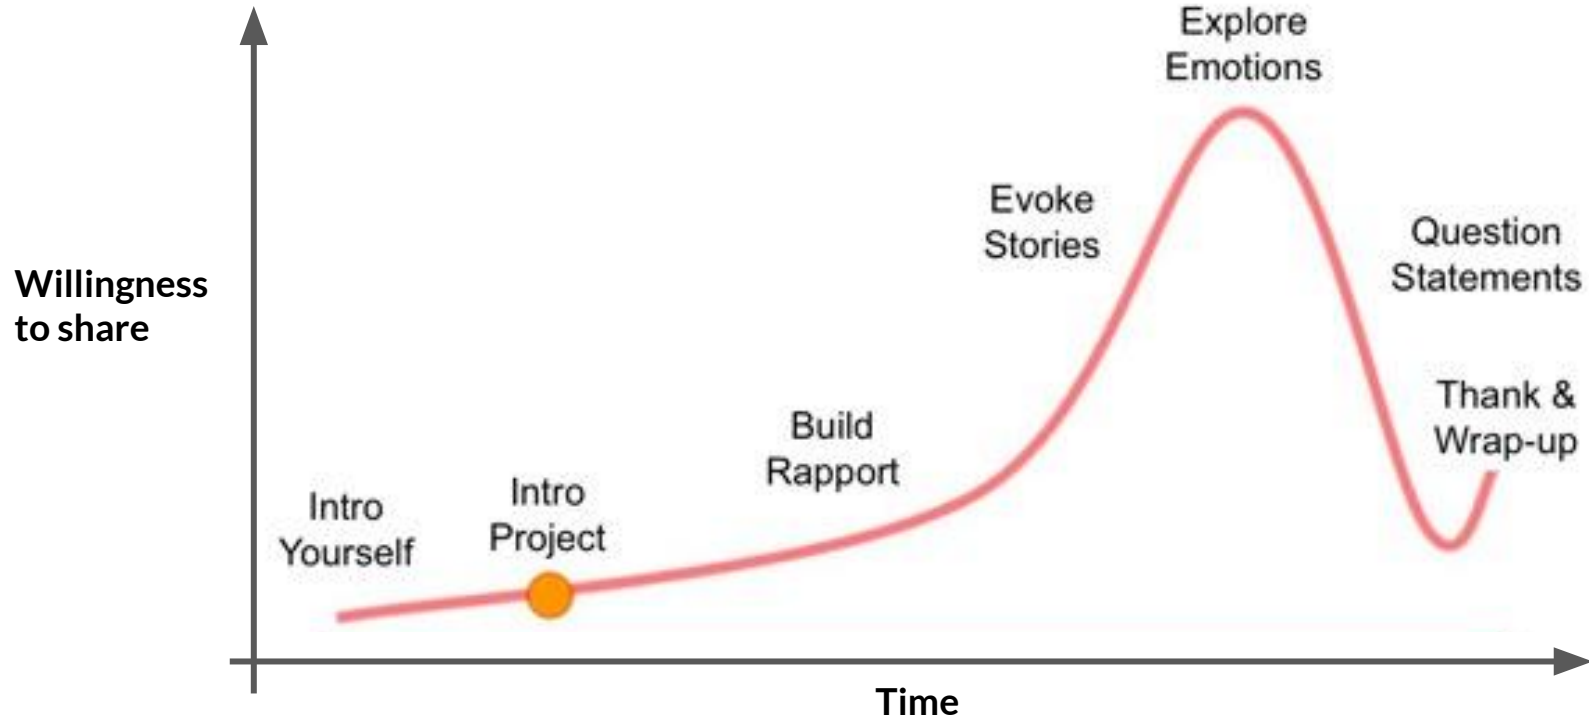 Explore
Emotions
Evoke
Stories
Question
Statements
Willingness
to share
Thank &
Wrap-up
Build
Rapport
Intro
Project
Intro
Yourself
Time